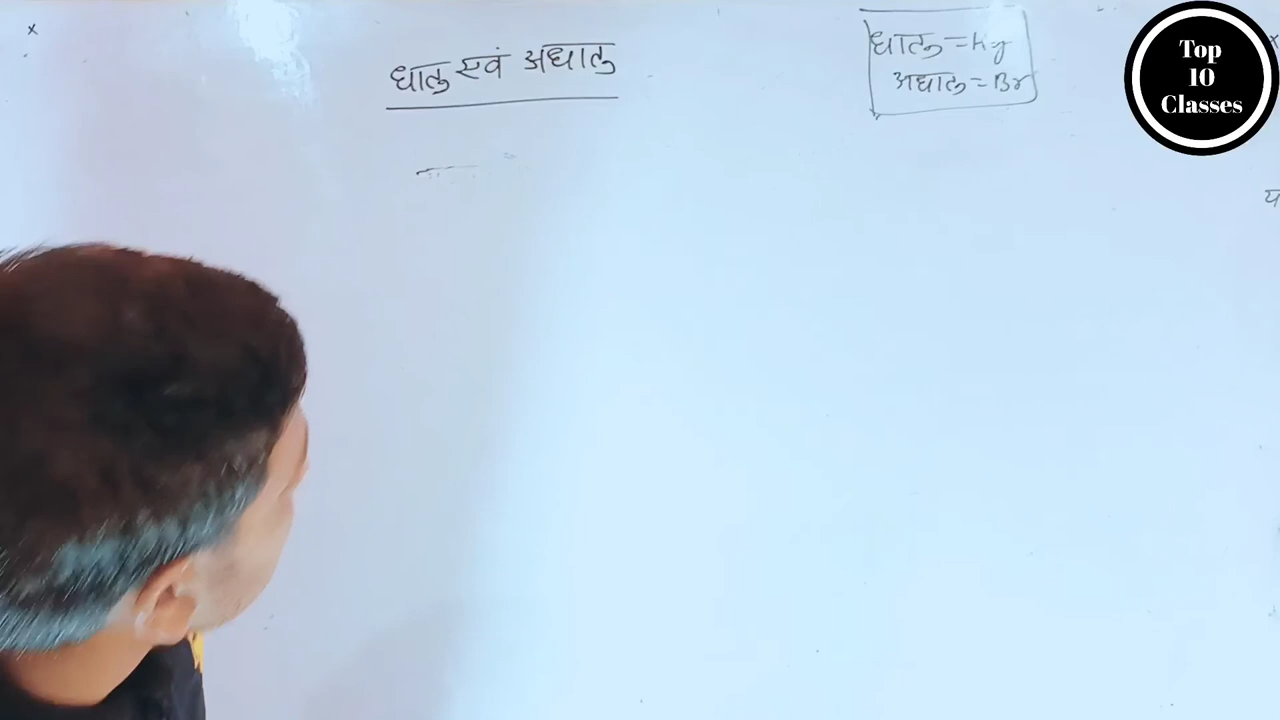 धातु एवं अधातु
धातु = Hg
अधातु = Br
Top
10
Classes
x